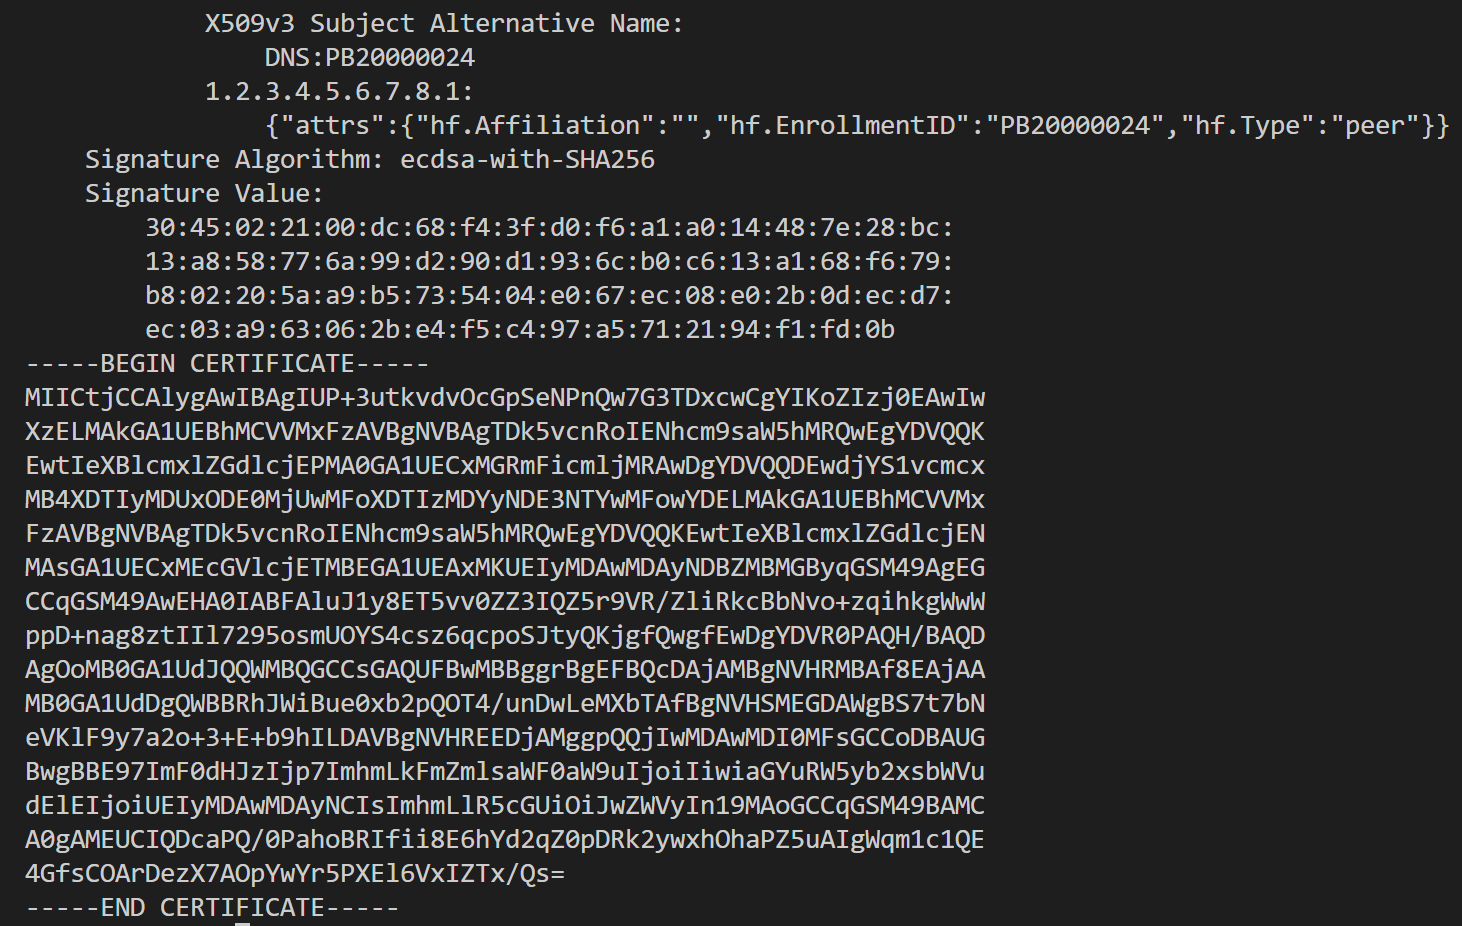 X509v3 Subject Alternative Name:
DNS:PB20000024
1.2.3.4.5.6.7.8.1:
{"attrs":{"hf.Affiliation":"","hf.EnrollmentID":"PB20000024","hf.Type":"peer"}}
Signature Algorithm: ecdsa-with-SHA256
Signature Value:
30:45:02:21:00:dc:68:f4:3f:d0:f6:a1:a0:14:48:7e:28:bc:
13:a8:58:77:6a:99:d2:90:d1:93:6c:b0:c6:13:a1:68:f6:79:
b8:02:20:5a:a9:b5:73:54:04:e0:67:ec:08:e0:2b:0d:ec:d7:
ec:03:a9:63:06:2b:e4:f5:c4:97:a5:71:21:94:f1:fd:0b
-----BEGIN CERTIFICATE-----
MIICtjCCAlygAwIBAgIUP+3utkvdvOcGpSeNPnQw7G3TDxcwCgYIKoZIzj0EAwIw
XzELMAkGA1UEBhMCVVMxFzAVBgNVBAgTDk5vcnRoIENhcm9saW5hMRQwEgYDVQQK
EwtIeXBlcmxlZGdlcjEPMA0GA1UECxMGRmFicmljMRAwDgYDVQQDEwdjYS1vcmcx
MB4XDTIyMDUxODE0MjUwMFoXDTIzMDYyNDE3NTYwMFowYDELMAkGA1UEBhMCVVMx
FzAVBgNVBAgTDk5vcnRoIENhcm9saW5hMRQwEgYDVQQKEwtIeXBlcmxlZGdlcjEN
MAsGA1UECxMEcGVlcjETMBEGA1UEAxMKUEIyMDAwMDAyNDBZMBMGByqGSM49AgEG
CCqGSM49AwEHA0IABFAluJ1y8ET5vv0ZZ3IQZ5r9VR/ZliRkcBbNvo+zqihkgWwW
ppD+nag8ztIIl7295osmUOYS4csz6qcpoSJtyQKjgfQwgfEwDgYDVR0PAQH/BAQD
AgOoMB0GA1UdJQQWMBQGCCsGAQUFBwMBBggrBgEFBQcDAjAMBgNVHRMBAf8EAjAA
MB0GA1UdDgQWBBRhJWiBue0xb2pQOT4/unDwLeMXbTAfBgNVHSMEGDAWgBS7t7bN
eVKlF9y7a2o+3+E+b9hILDAVBgNVHREEDjAMggpQQjIwMDAwMDI0MFsGCCoDBAUG
BwgBBE97ImF0dHJzIjp7ImhmLkFmZmlsaWF0aW9uIjoiIiwiaGYuRW5yb2xsbWVu
dElEIjoiUEIyMDAwMDAyNCIsImhmLlR5cGUiOiJwZWVyIn19MAoGCCqGSM49BAMC
A0gAMEUCIQDcaPQ/0PahoBRIfii8E6hYd2qZ0pDRk2ywxhOhaPZ5uAIgWqm1c1QE
4GfsCOArDezX7AOpYwYr5PXEl6VxIZTx/Qs=
-----END CERTIFICATE-----